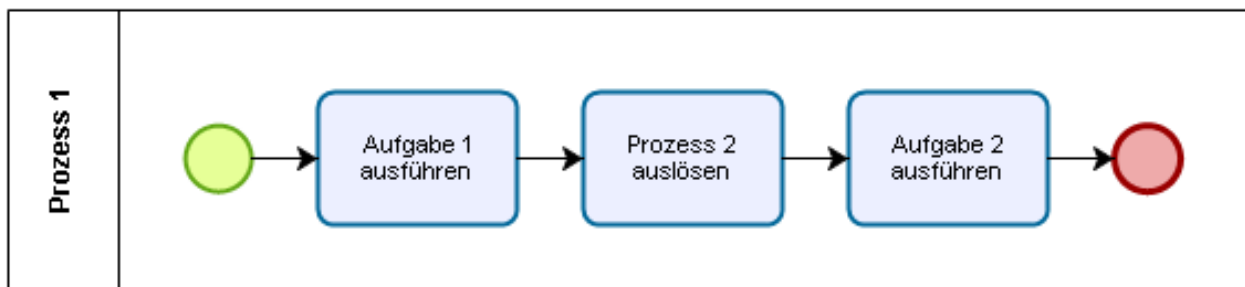 Prozess 1
Aufgabe 1
ausführen
Prozess 2
auslösen
Aufgabe 2
ausführen